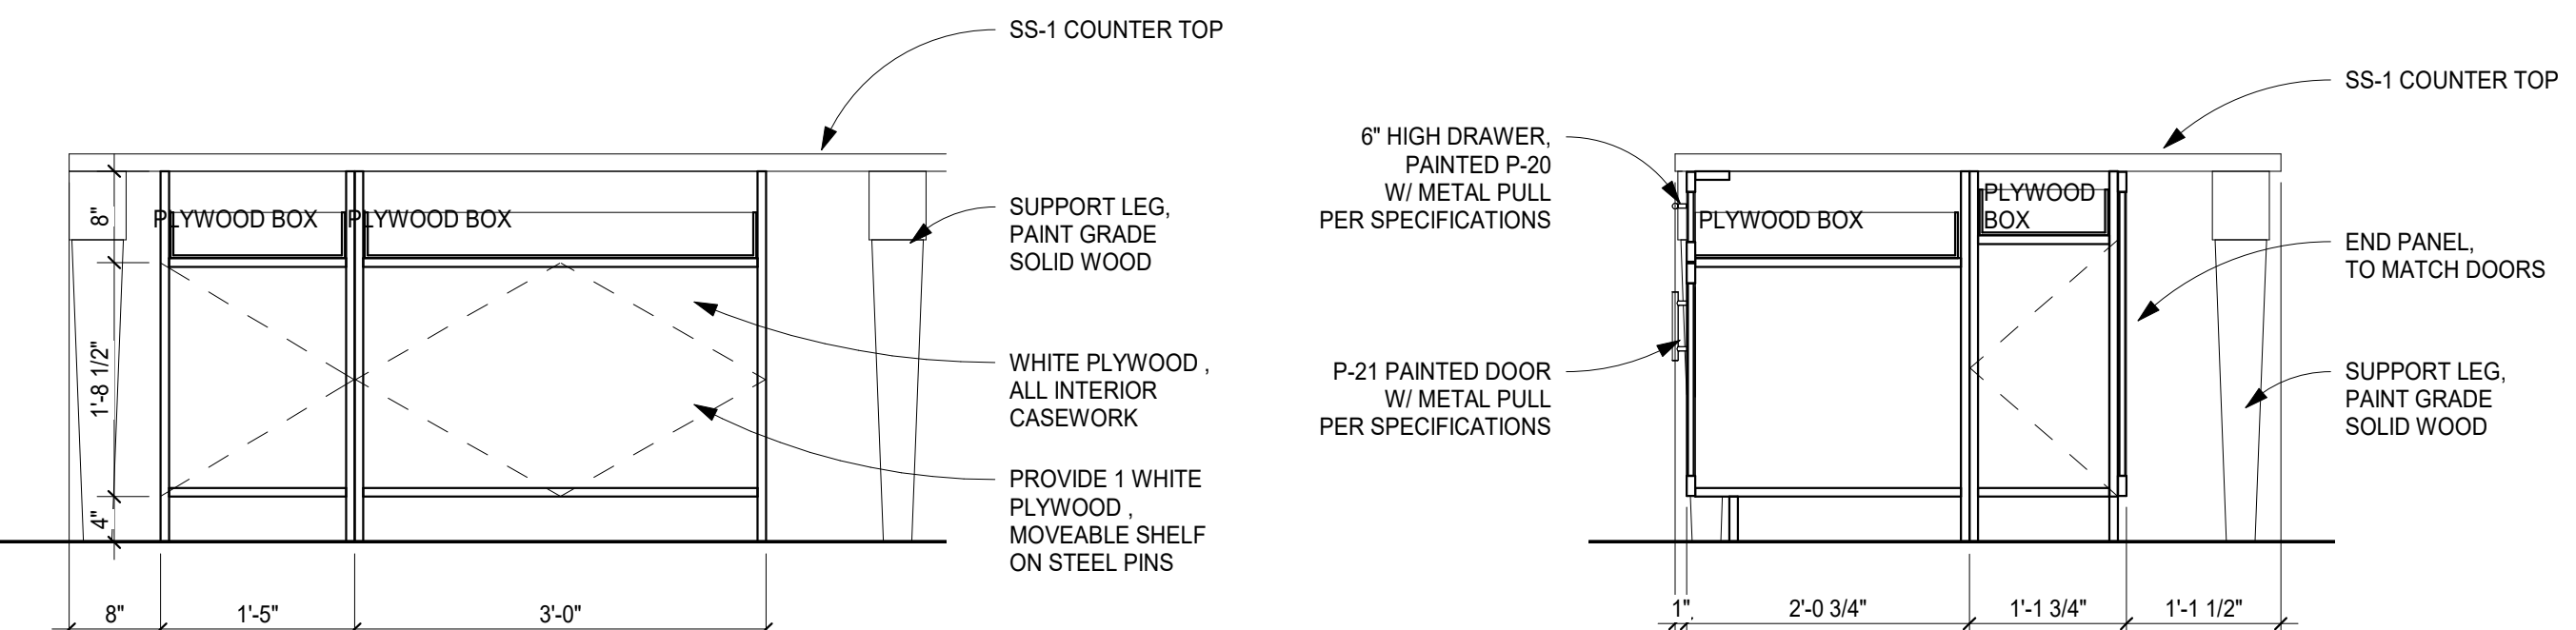 SS-1 COUNTER TOP
8"
PLYWOOD BOX
PLYWOOD BOX
SUPPORT LEG,
PAINT GRADE
SOLID WOOD
1'-8 1/2"
WHITE PLYWOOD ,
ALL INTERIOR
CASEWORK
4"
PROVIDE 1 WHITE
PLYWOOD ,
MOVEABLE SHELF
ON STEEL PINS
8"
1'-5"
3'-0"
SS-1 COUNTER TOP
6" HIGH DRAWER,
PAINTED P-20
W/ METAL PULL
PER SPECIFICATIONS
PLYWOOD BOX
PLYWOOD
BOX
END PANEL,
TO MATCH DOORS
P-21 PAINTED DOOR
W/ METAL PULL
PER SPECIFICATIONS
SUPPORT LEG,
PAINT GRADE
SOLID WOOD
1"
2'-0 3/4"
1'-1 3/4"
1'-1 1/2"